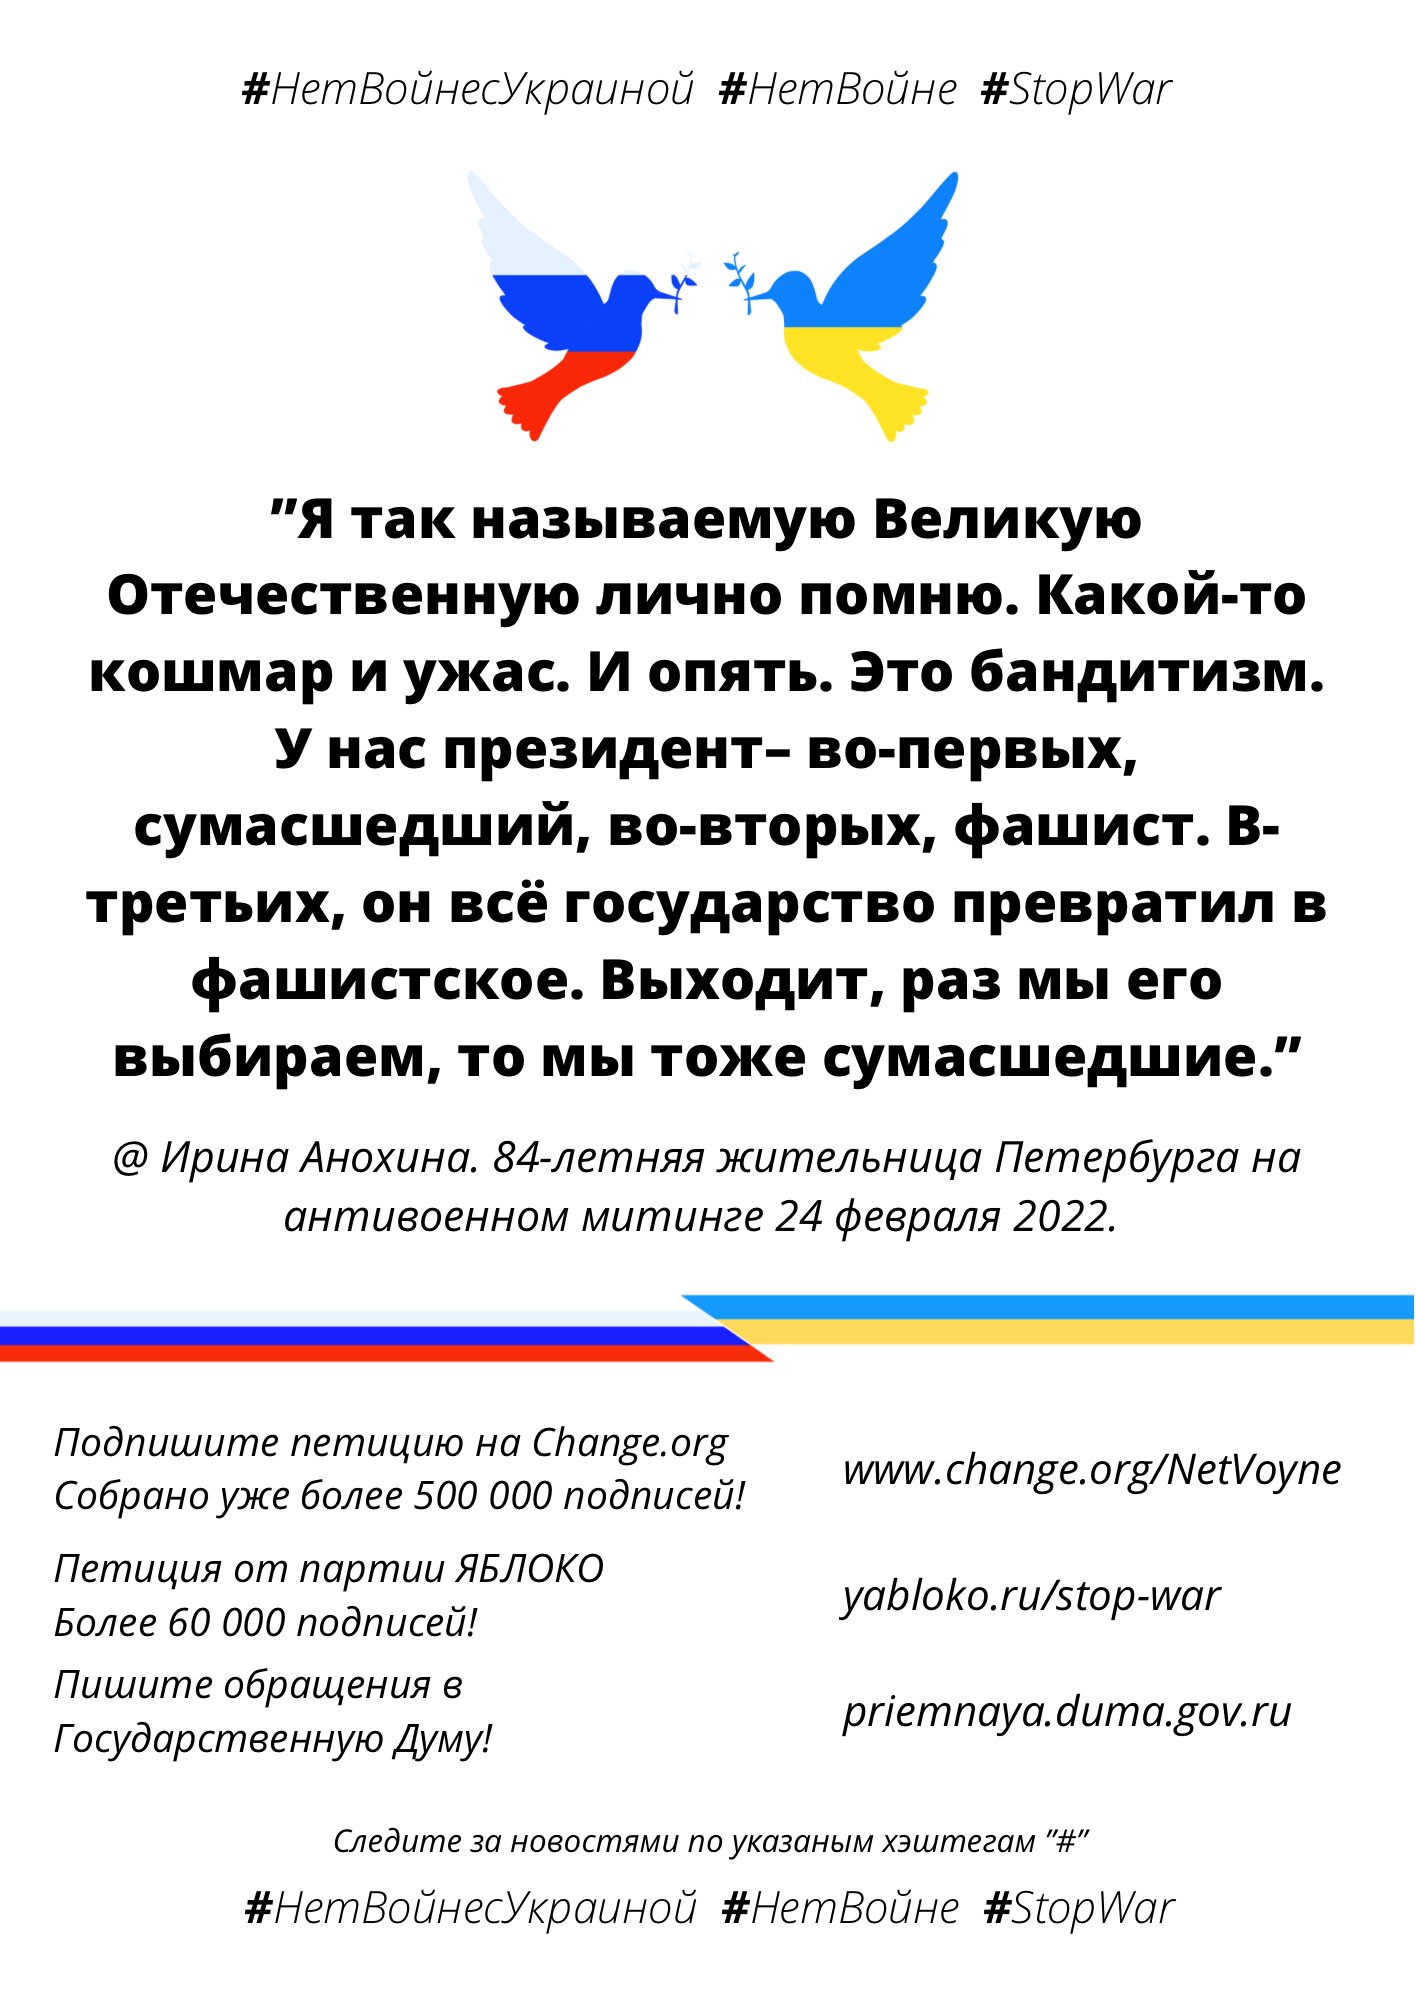 #НетВойнесУкраиной #НетВойне #StopWar
”Я так называемую Великую
Отечественную лично помню. Какой-то
кошмар и ужас. И опять. Это бандитизм.
У нас президент– во-первых,
сумасшедший, во-вторых, фашист. В-
третьих, он всё государство превратил в
фашистское. Выходит, раз мы его
выбираем, то мы тоже сумасшедшие.”
@ Ирина Анохина. 84-летняя жительница Петербурга на
антивоенном митинге 24 февраля 2022.
Подпишите петицию на Change.org
Собрано уже более 500 000 подписей!
www.change.org/NetVoyne
Петиция от партии ЯБЛОКО
Более 60 000 подписей!
yabloko.ru/stop-war
Пишите обращения в
Государственную Думу!
priemnaya.duma.gov.ru
Следите за новостями по указаным хэштегам ”#”
#НетВойнесУкраиной #НетВойне #StopWar